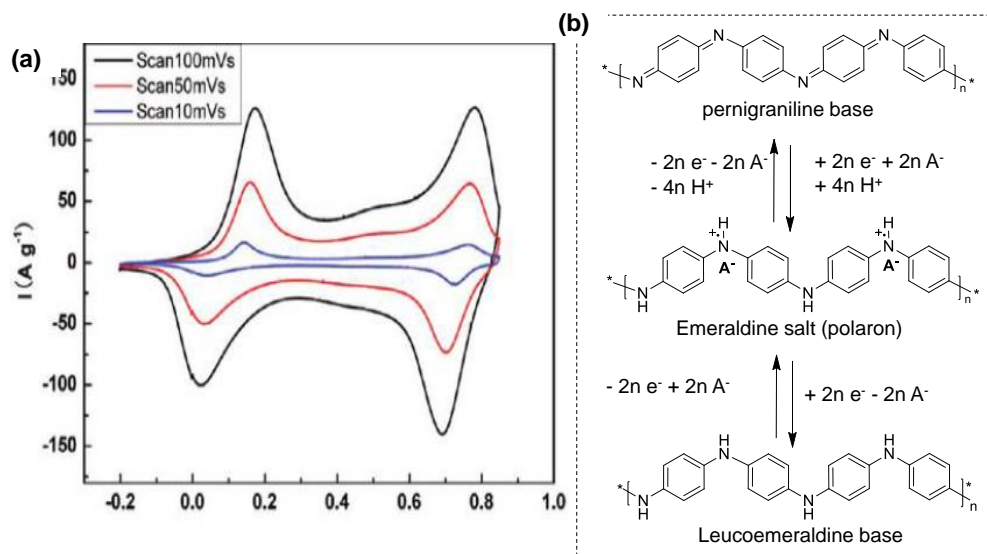 (a)
Scan100mVs
Scan50mVs
Scan10mVs
I (A g⁻¹)
150
100
50
0
-50
-100
-150
-0.2 0.0 0.2 0.4 0.6 0.8 1.0
(b)
N N
* N N n *
pernigraniline base
- 2n e⁻ - 2n A⁻ + 2n e⁻ + 2n A⁻
- 4n H⁺ + 4n H⁺
H H
+• N +• N
A⁻ A⁻
* N N n *
H H
Emeraldine salt (polaron)
- 2n e⁻ + 2n A⁻ + 2n e⁻ - 2n A⁻
H H
N N
* N N n *
H H
Leucoemeraldine base